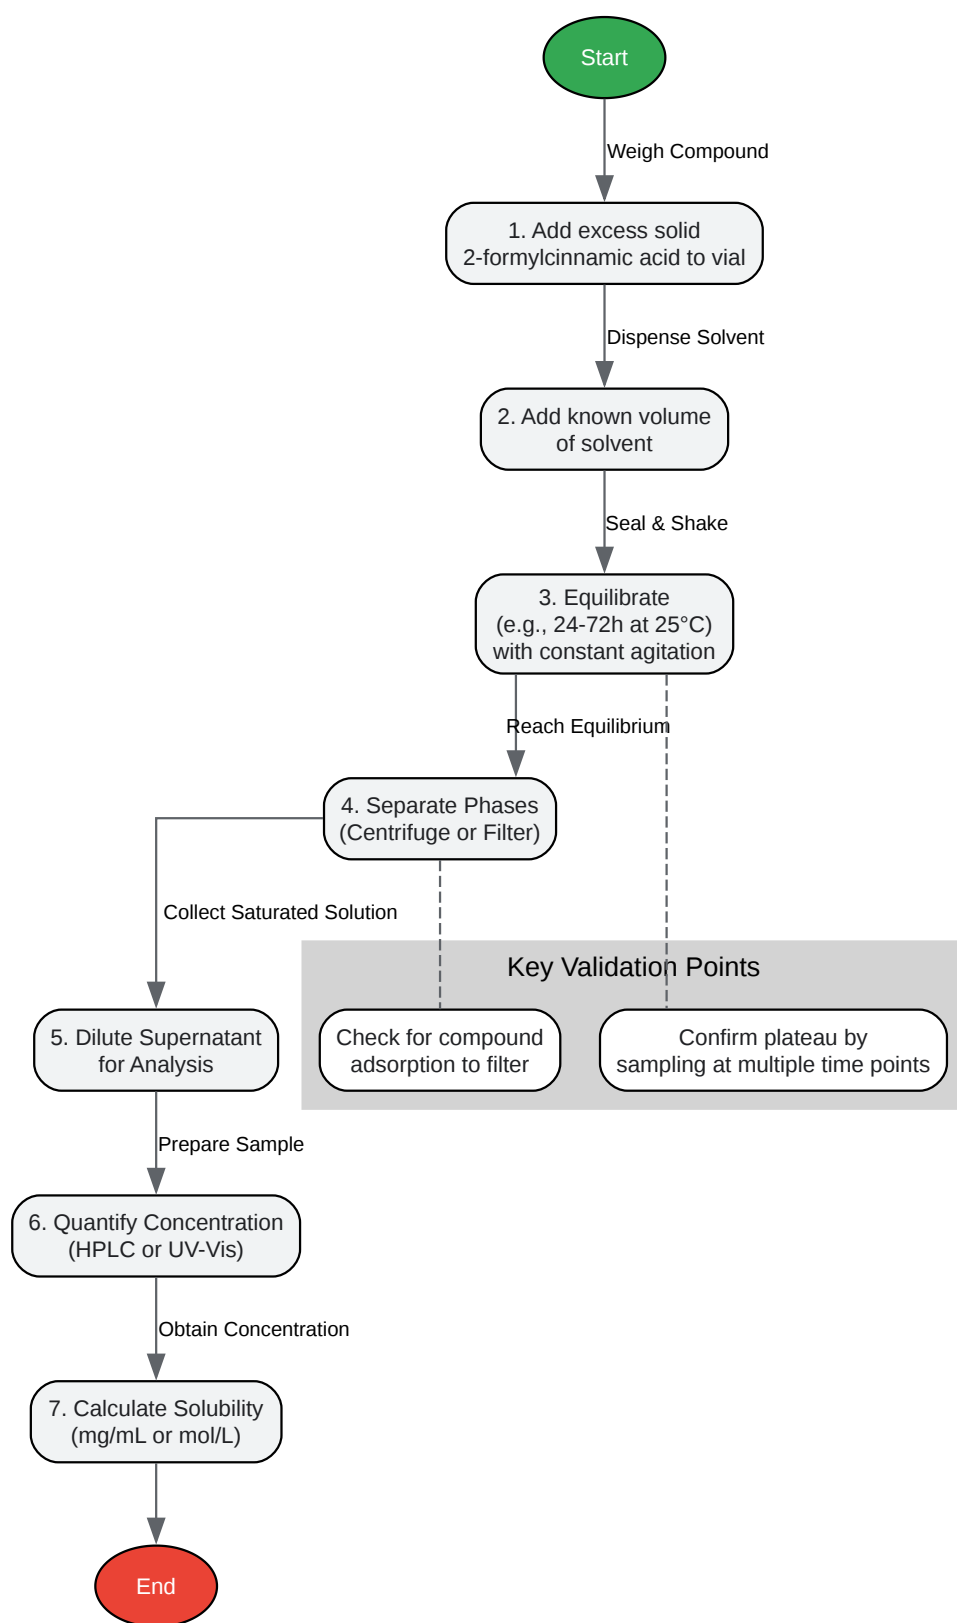 Start
Weigh Compound
1. Add excess solid
2-formylcinnamic acid to vial
Dispense Solvent
2. Add known volume
of solvent
Seal & Shake
3. Equilibrate
(e.g., 24-72h at 25°C)
with constant agitation
Reach Equilibrium
4. Separate Phases
(Centrifuge or Filter)
Collect Saturated Solution
Key Validation Points
Check for compound
adsorption to filter
Confirm plateau by
sampling at multiple time points
5. Dilute Supernatant
for Analysis
Prepare Sample
6. Quantify Concentration
(HPLC or UV-Vis)
Obtain Concentration
7. Calculate Solubility
(mg/mL or mol/L)
End